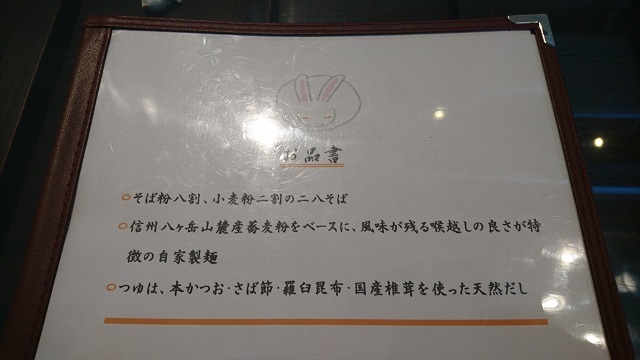 お品書
○そば粉八割、小麦粉二割の二八そば
○信州八ヶ岳山麓産蕎麦粉をベースに、風味が残る喉越しの良さが特
徴の自家製麺
○つゆは、本かつお・さば節・羅臼昆布・国産椎茸を使った天然だし